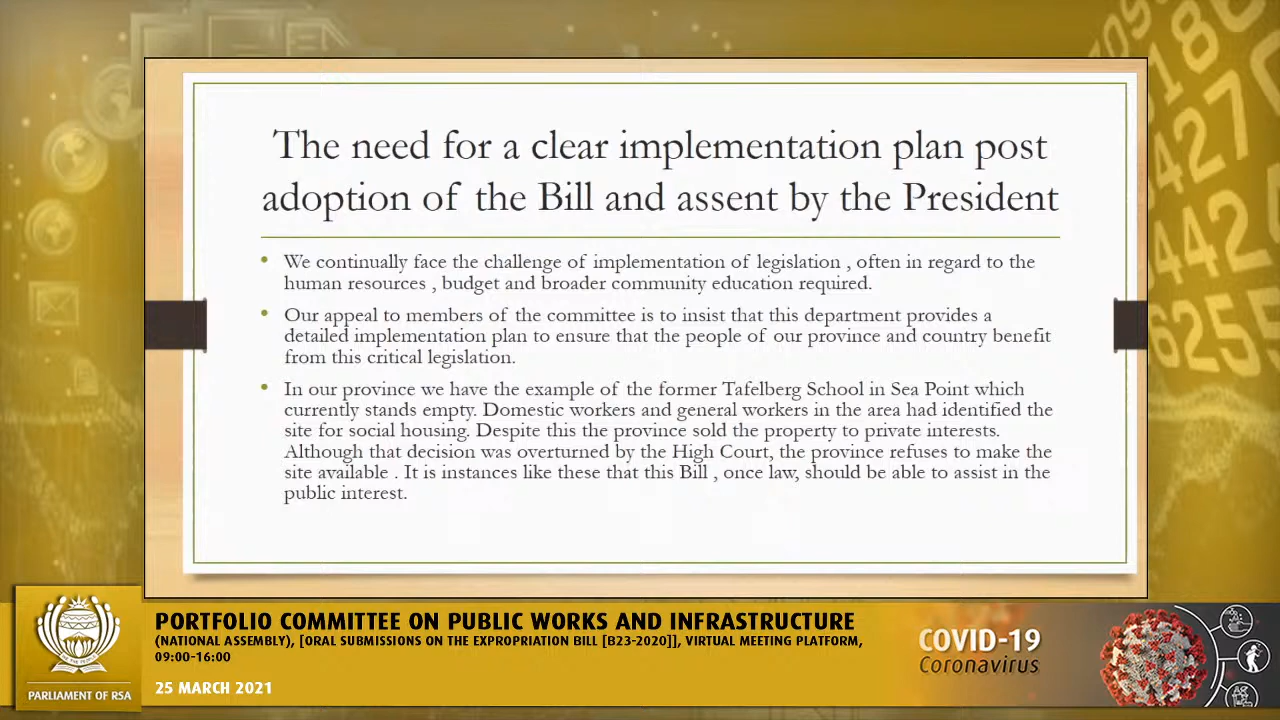 The need for a clear implementation plan post
adoption of the Bill and assent by the President
• We continually face the challenge of implementation of legislation , often in regard to the
human resources , budget and broader community education required.
• Our appeal to members of the committee is to insist that this department provides a
detailed implementation plan to ensure that the people of our province and country benefit
from this critical legislation.
• In our province we have the example of the former Tafelberg School in Sea Point which
currently stands empty. Domestic workers and general workers in the area had identified the
site for social housing. Despite this the province sold the property to private interests.
Although that decision was overturned by the High Court, the province refuses to make the
site available . It is instances like these that this Bill , once law, should be able to assist in the
public interest.
PORTFOLIO COMMITTEE ON PUBLIC WORKS AND INFRASTRUCTURE
(NATIONAL ASSEMBLY), [ORAL SUBMISSIONS ON THE EXPROPRIATION BILL [B23-2020]], VIRTUAL MEETING PLATFORM,
09:00-16:00
25 MARCH 2021
PARLIAMENT OF RSA
COVID-19
Coronavirus